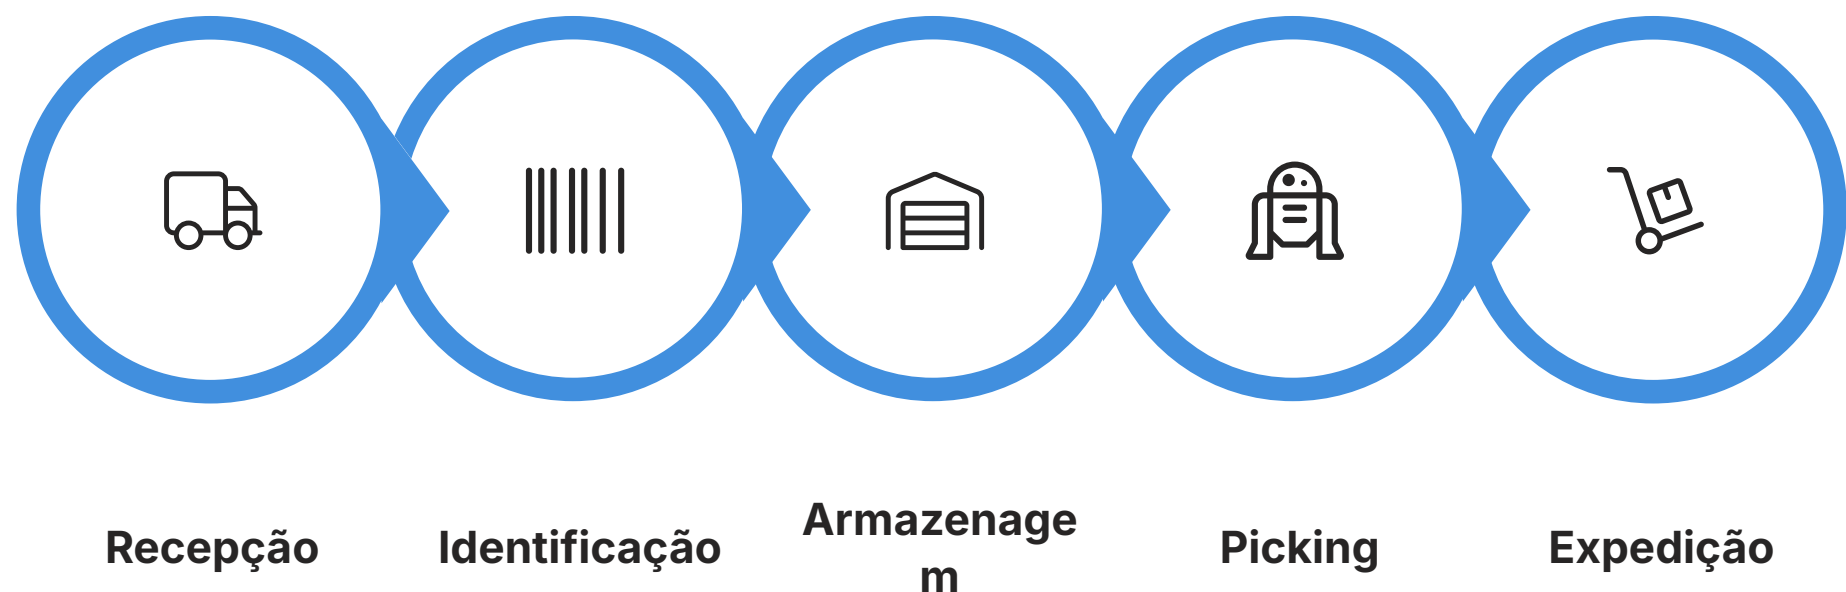 Recepção
Identificação
Armazenage
m
Picking
Expedição